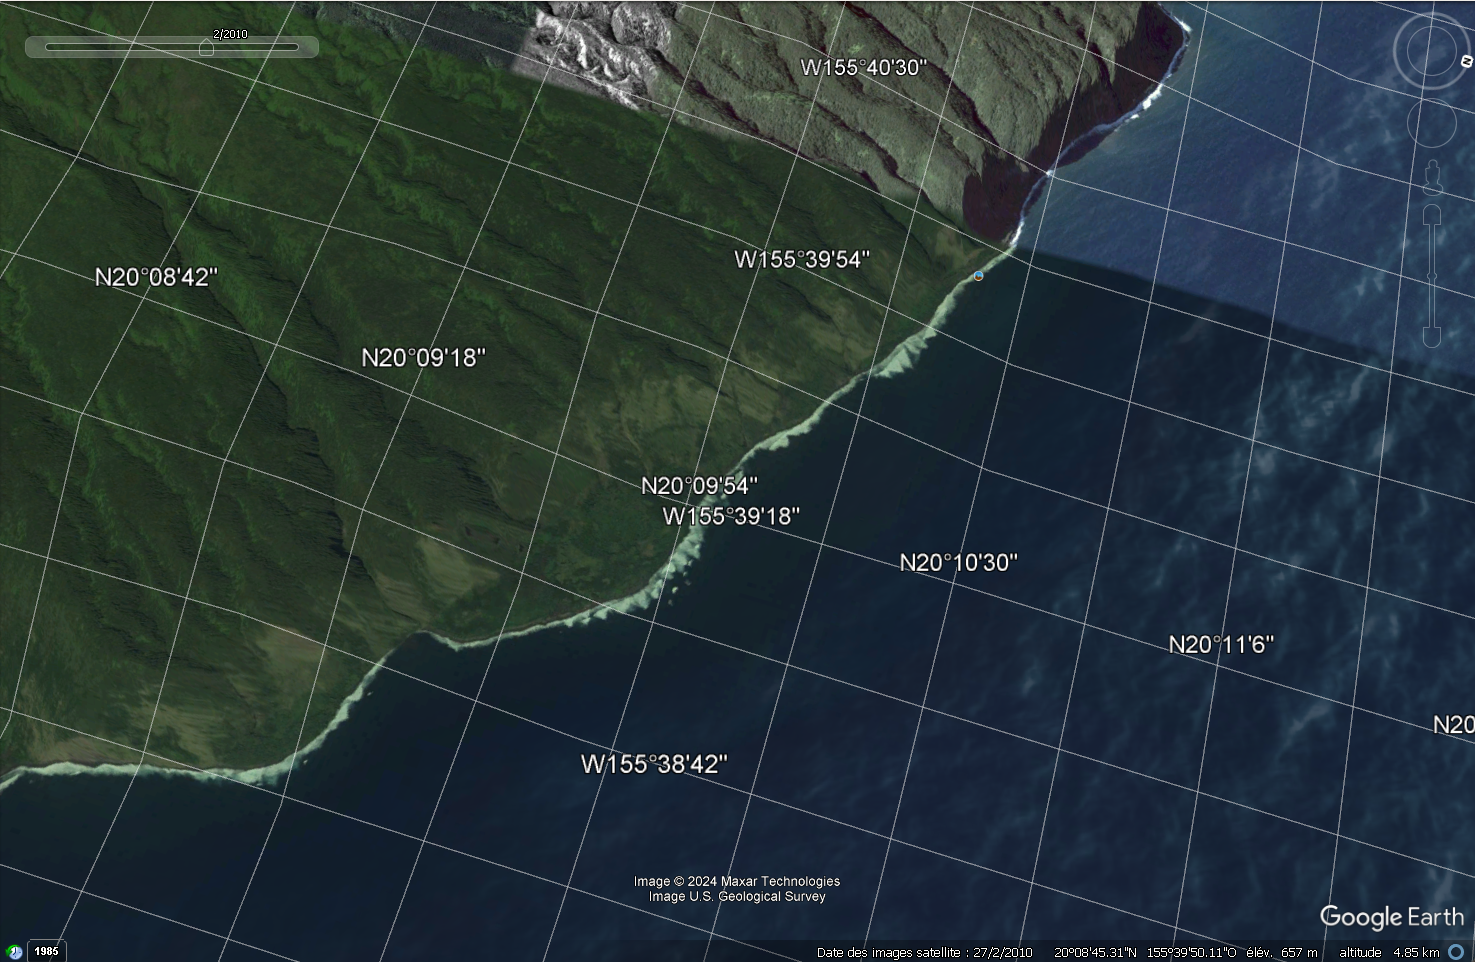 2/2010
W155°40'30"
N
W155°39'54"
N20°08'42"
N20°09'18"
N20°09'54"
W155°39'18"
N20°10'30"
N20°11'6"
N20
W155°38'42"
Image © 2024 Maxar Technologies
Image U.S. Geological Survey
Google Earth
1985
Date des images satellite : 27/2/2010 20°08'45.31"N 155°39'50.11"O élév. 657 m altitude 4.85 km